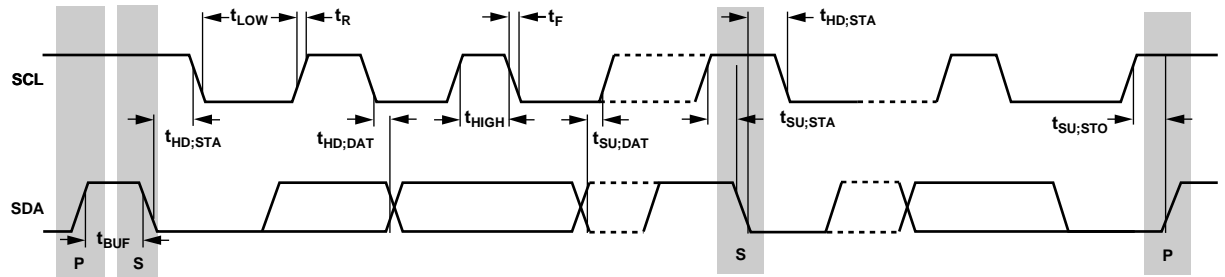 tLOW tR tF tHD;STA
SCL
tHD;STA tHD;DAT tHIGH tSU;DAT tSU;STA tSU;STO
SDA
tBUF
P S S P